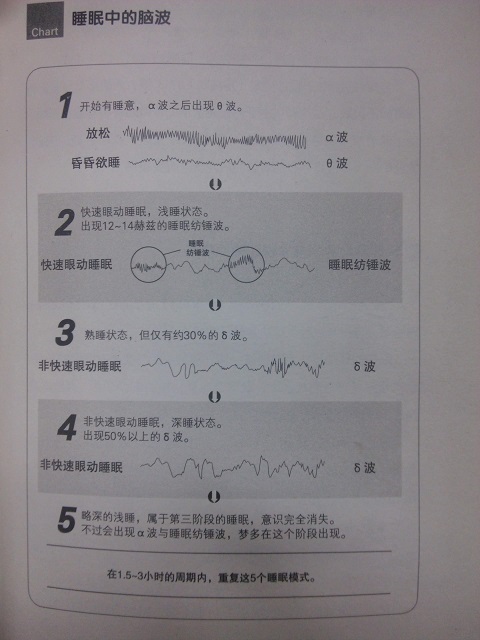 Chart
睡眠中的脑波
1 开始有睡意，α波之后出现θ波。
放松
α波
昏昏欲睡
θ波
2 快速眼动睡眠，浅睡状态。
出现12~14赫兹的睡眠纺锤波。
睡眠
纺锤波
快速眼动睡眠
睡眠纺锤波
3 熟睡状态，但仅有约30%的δ波。
非快速眼动睡眠
δ波
4 非快速眼动睡眠，深睡状态。
出现50%以上的δ波。
非快速眼动睡眠
δ波
5 略深的浅睡，属于第三阶段的睡眠，意识完全消失。
不过会出现α波与睡眠纺锤波，梦多在这个阶段出现。
在1.5~3小时的周期内，重复这5个睡眠模式。